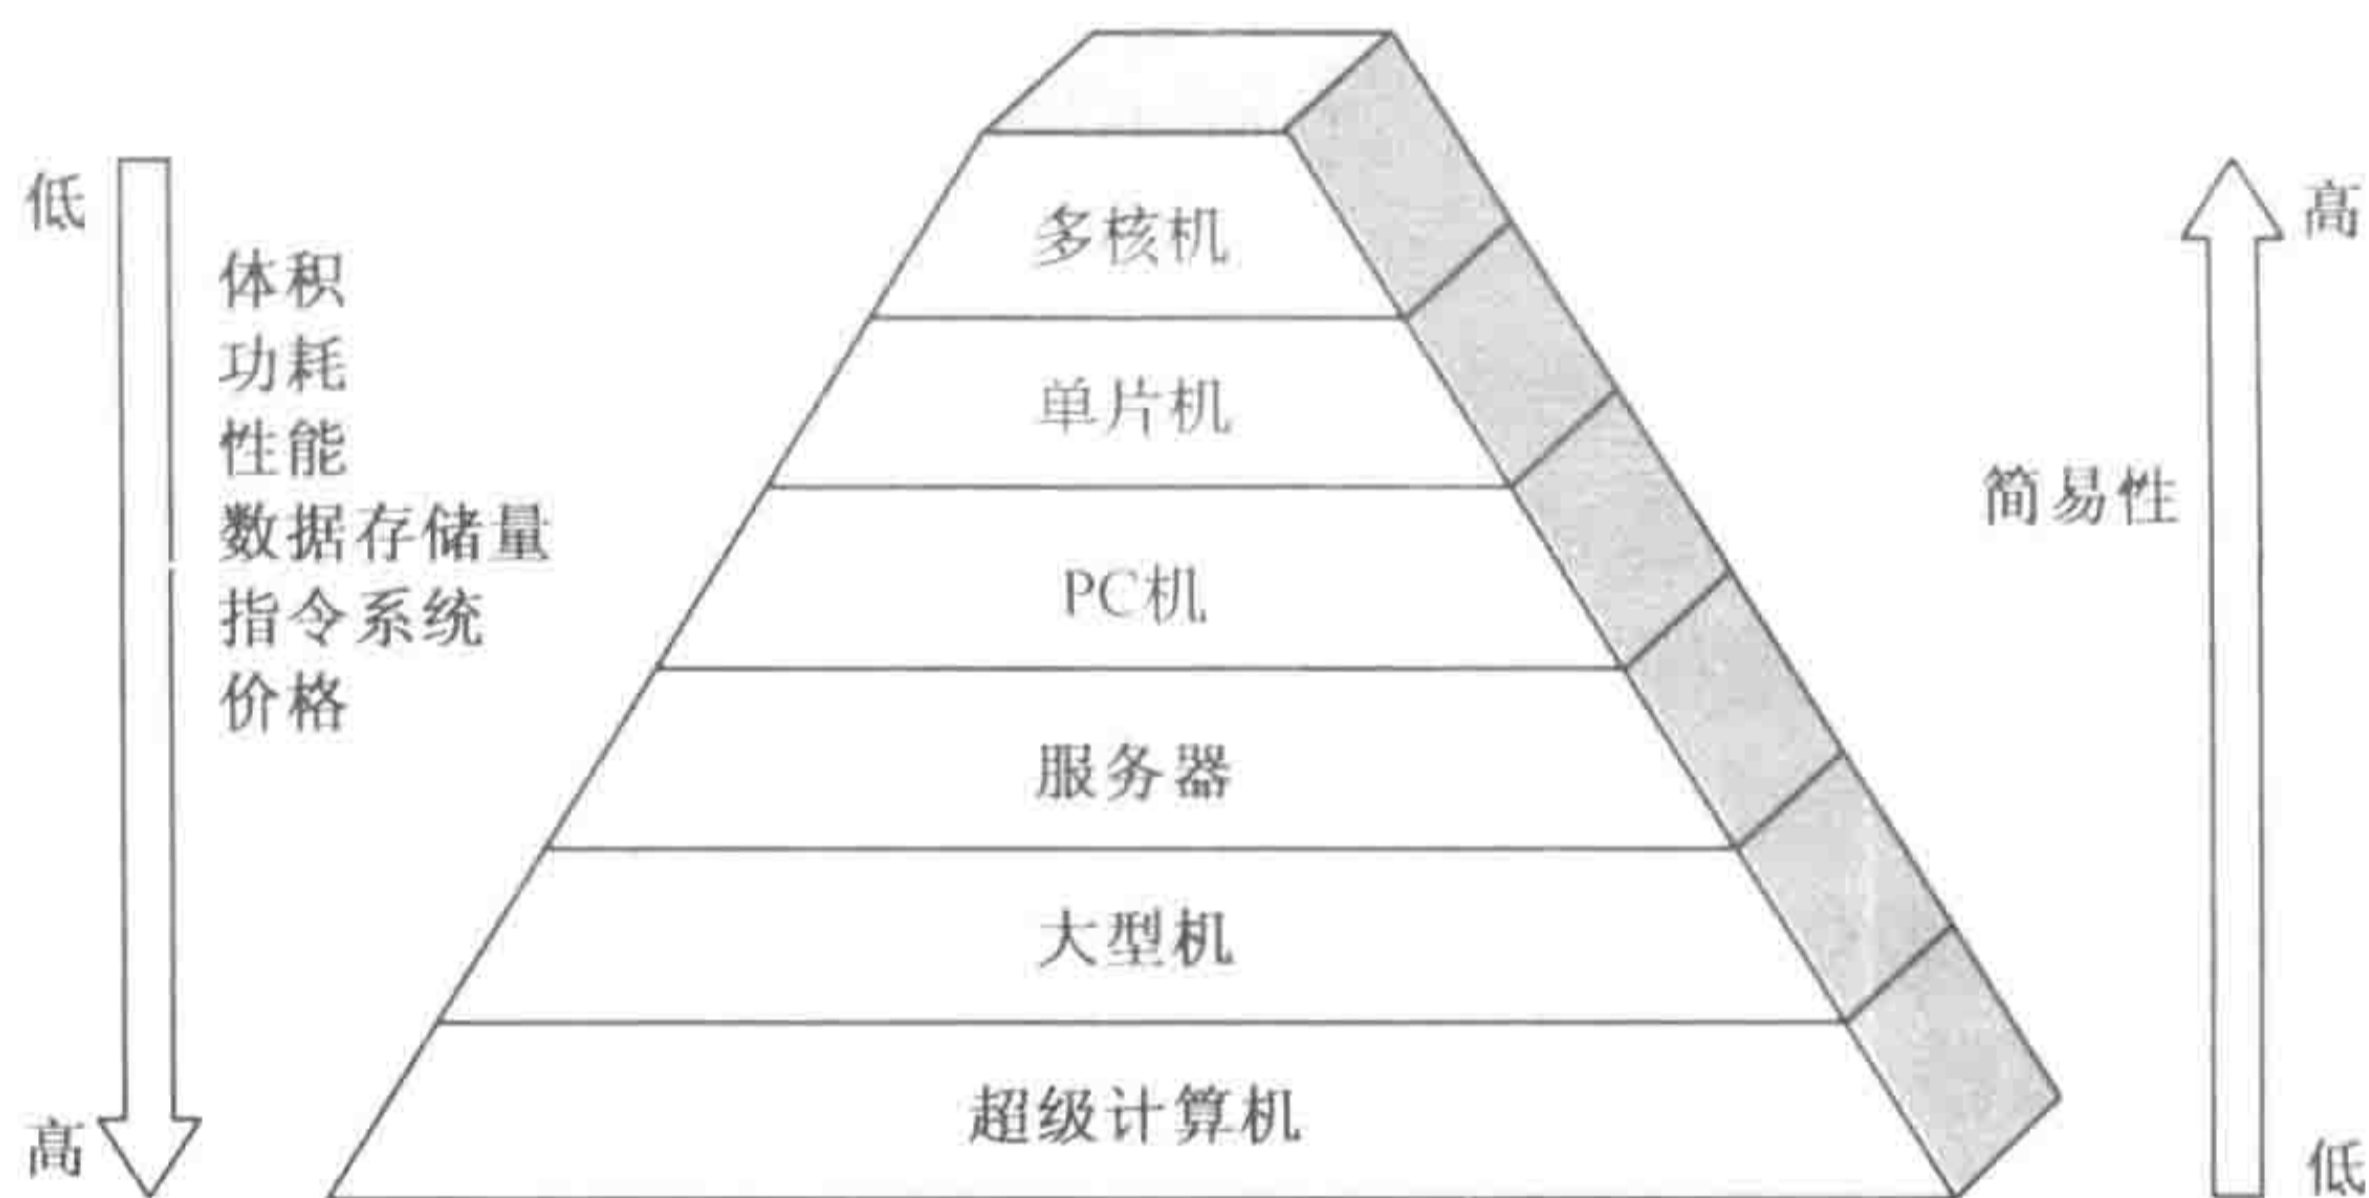 低
体积
功耗
性能
数据存储量
指令系统
价格
高
多核机
单片机
PC机
服务器
大型机
超级计算机
高
简易性
低